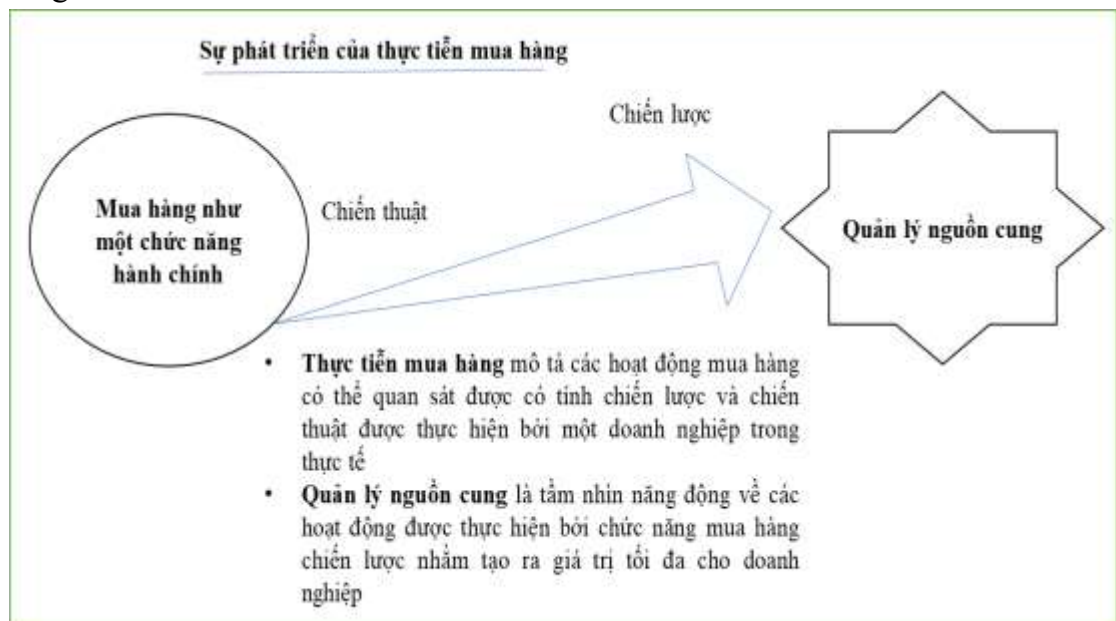 Sự phát triển của thực tiễn mua hàng
Chiến lược
Mua hàng như
một chức năng
hành chính
Chiến thuật
Quản lý nguồn cung
• Thực tiễn mua hàng mô tả các hoạt động mua hàng
có thể quan sát được có tính chiến lược và chiến
thuật được thực hiện bởi một doanh nghiệp trong
thực tế
• Quản lý nguồn cung là tầm nhìn năng động về các
hoạt động được thực hiện bởi chức năng mua hàng
chiến lược nhằm tạo ra giá trị tối đa cho doanh
nghiệp